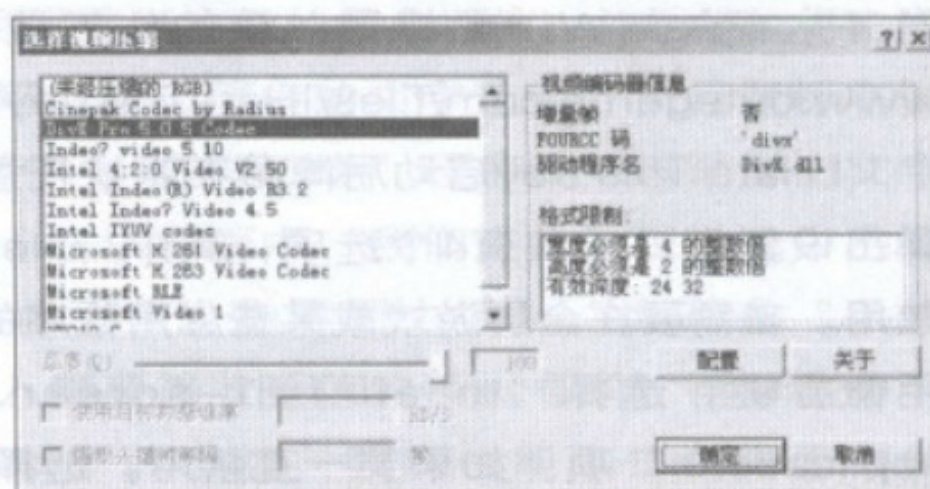 选择视频压缩
(未经压缩的 RGB)
Cinepak Codec by Radius
DivX Pro 5.0.5 Codec
Indeo? video 5.10
Intel 4:2:0 Video V2.50
Intel Indeo(R) Video R3.2
Intel Indeo? Video 4.5
Intel IYUV codec
Microsoft H.261 Video Codec
Microsoft H.263 Video Codec
Microsoft RLE
Microsoft Video 1
视频编码器信息
增量帧 否
FOURCC 码 'divx'
驱动程序名 DivX.dll
格式限制:
宽度必须是 4 的整数倍
高度必须是 2 的整数倍
有效深度: 24 32
(Q) 100
配置 关于
使用目标
KB/S
帧
确定 取消